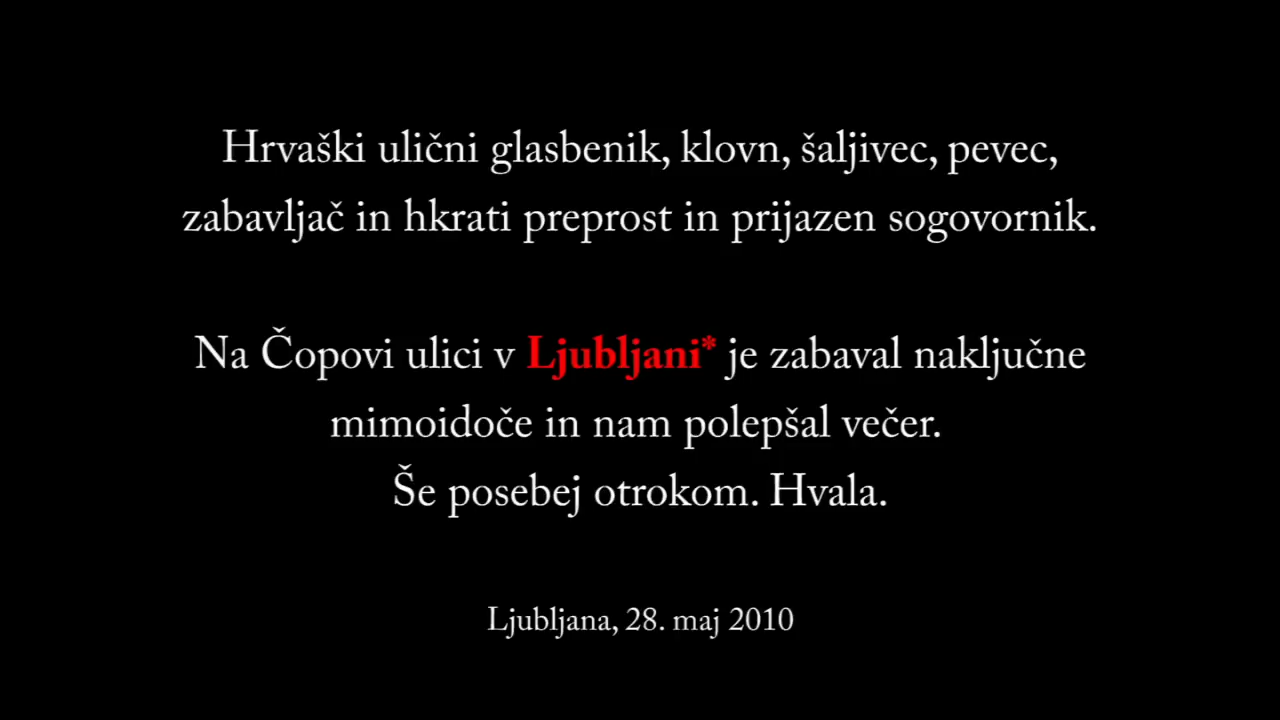 Hrvaški ulični glasbenik, klovn, šaljivec, pevec,
zabavljač in hkrati preprost in prijazen sogovornik.
Na Čopovi ulici v Ljubljani* je zabaval naključne
mimoidoče in nam polepšal večer.
Še posebej otrokom. Hvala.
Ljubljana, 28. maj 2010